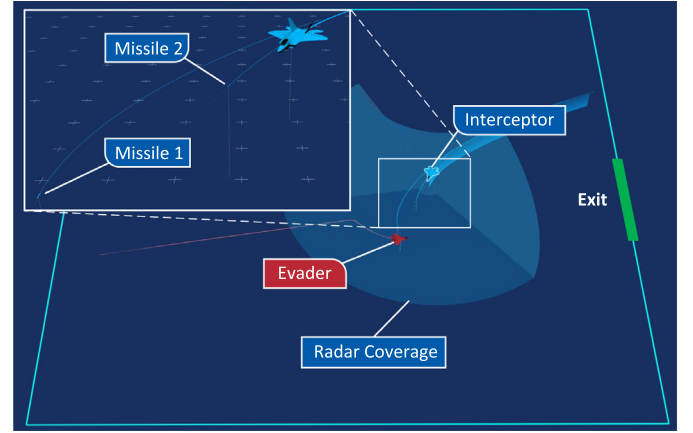 Missile 2
Missile 1
Interceptor
Exit
Evader
Radar Coverage